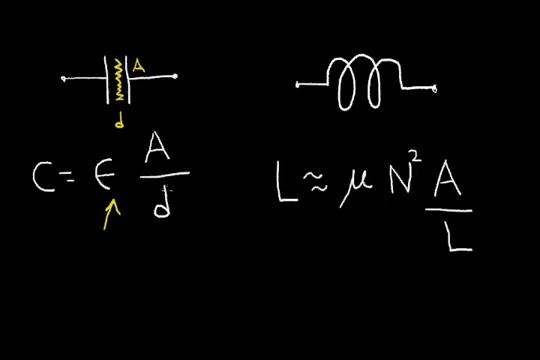 A
d
C = ε A/d
L ≈ μ N² A/L